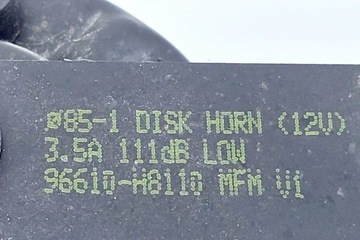 Ø85-1 DISK HORN (12V)
3.5A 111dB LOW
96610-H8110 MFM V1